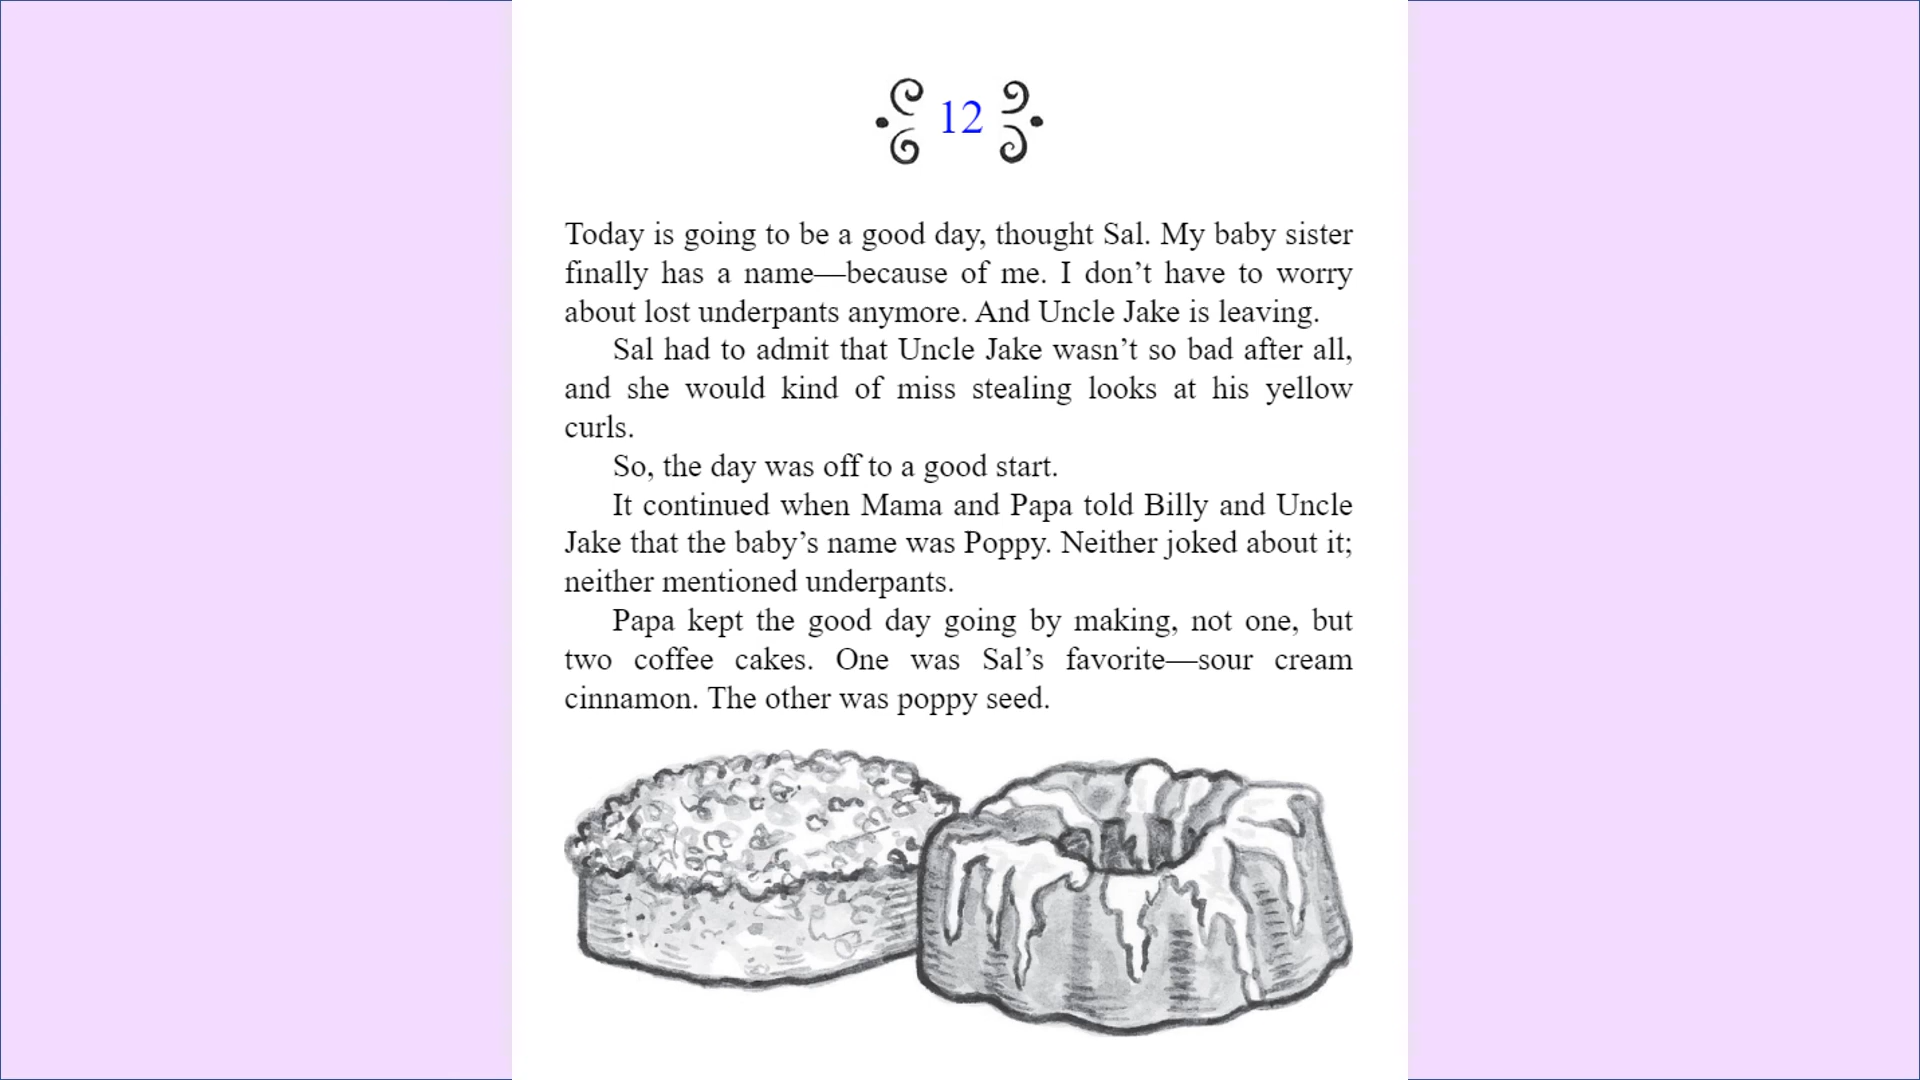 12
Today is going to be a good day, thought Sal. My baby sister
finally has a name—because of me. I don’t have to worry
about lost underpants anymore. And Uncle Jake is leaving.
Sal had to admit that Uncle Jake wasn’t so bad after all,
and she would kind of miss stealing looks at his yellow
curls.
So, the day was off to a good start.
It continued when Mama and Papa told Billy and Uncle
Jake that the baby’s name was Poppy. Neither joked about it;
neither mentioned underpants.
Papa kept the good day going by making, not one, but
two coffee cakes. One was Sal’s favorite—sour cream
cinnamon. The other was poppy seed.